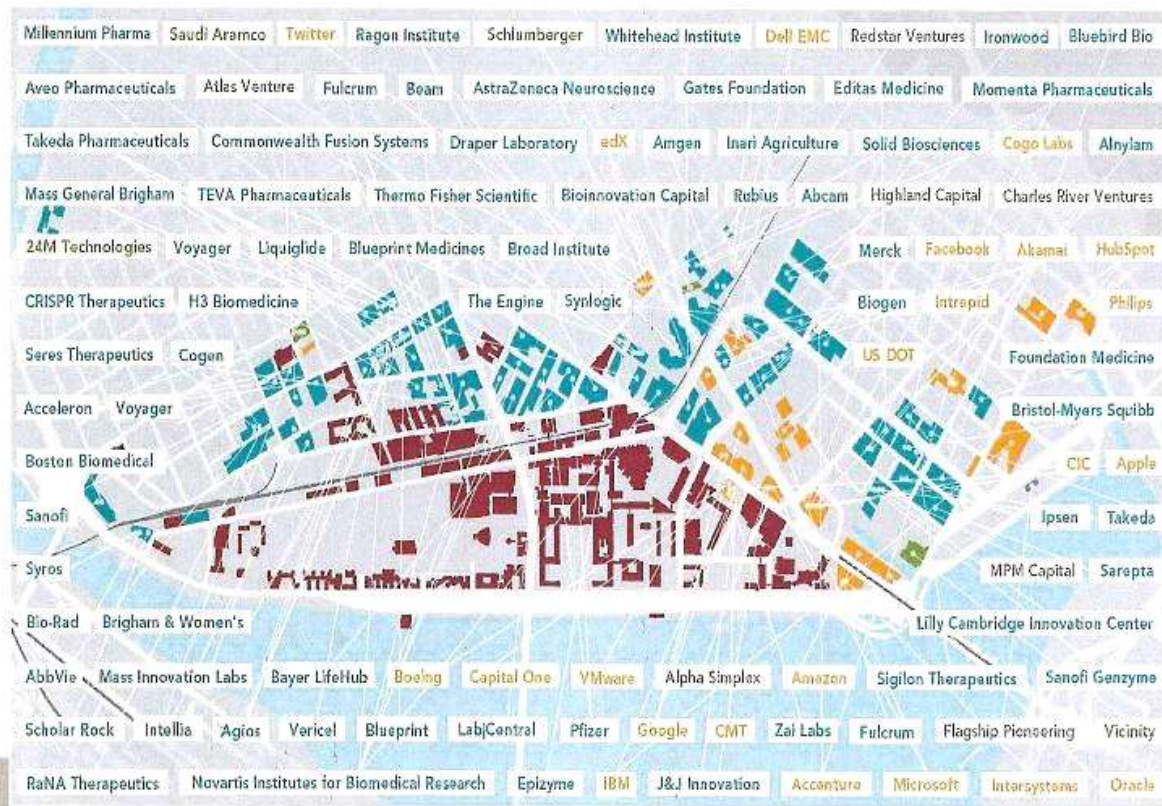 Millennium Pharma Saudi Aramco Twitter Ragon Institute Schlumberger Whitehead Institute Dell EMC Redstar Ventures Ironwood Bluebird Bio
Aveo Pharmaceuticals Atlas Venture Fulcrum Beam AstraZeneca Neuroscience Gates Foundation Editas Medicine Momenta Pharmaceuticals
Takeda Pharmaceuticals Commonwealth Fusion Systems Draper Laboratory edX Amgen Inari Agriculture Solid Biosciences Cogo Labs Alnylam
Mass General Brigham TEVA Pharmaceuticals Thermo Fisher Scientific Bioinnovation Capital Rubius Abcam Highland Capital Charles River Ventures
24M Technologies Voyager Liquiglide Blueprint Medicines Broad Institute Merck Facebook Akamai HubSpot
CRISPR Therapeutics H3 Biomedicine The Engine Synlogic Biogen Intrepid Philips
Seres Therapeutics Cogen US DOT Foundation Medicine
Acceleron Voyager Bristol-Myers Squibb
Boston Biomedical CIC Apple
Sanofi Ipsen Takeda
Syros MPM Capital Sarepta
Bio-Rad Brigham & Women's Lilly Cambridge Innovation Center
AbbVie Mass Innovation Labs Bayer LifeHub Boeing Capital One VMware Alpha Simplex Amazon Sigilon Therapeutics Sanofi Genzyme
Scholar Rock Intellia Agios Vericel Blueprint Lab|Central Pfizer Google CMT Zai Labs Fulcrum Flagship Pioneering Vicinity
RaNA Therapeutics Novartis Institutes for Biomedical Research Epizyme IBM J&J Innovation Accenture Microsoft Intersystems Oracle